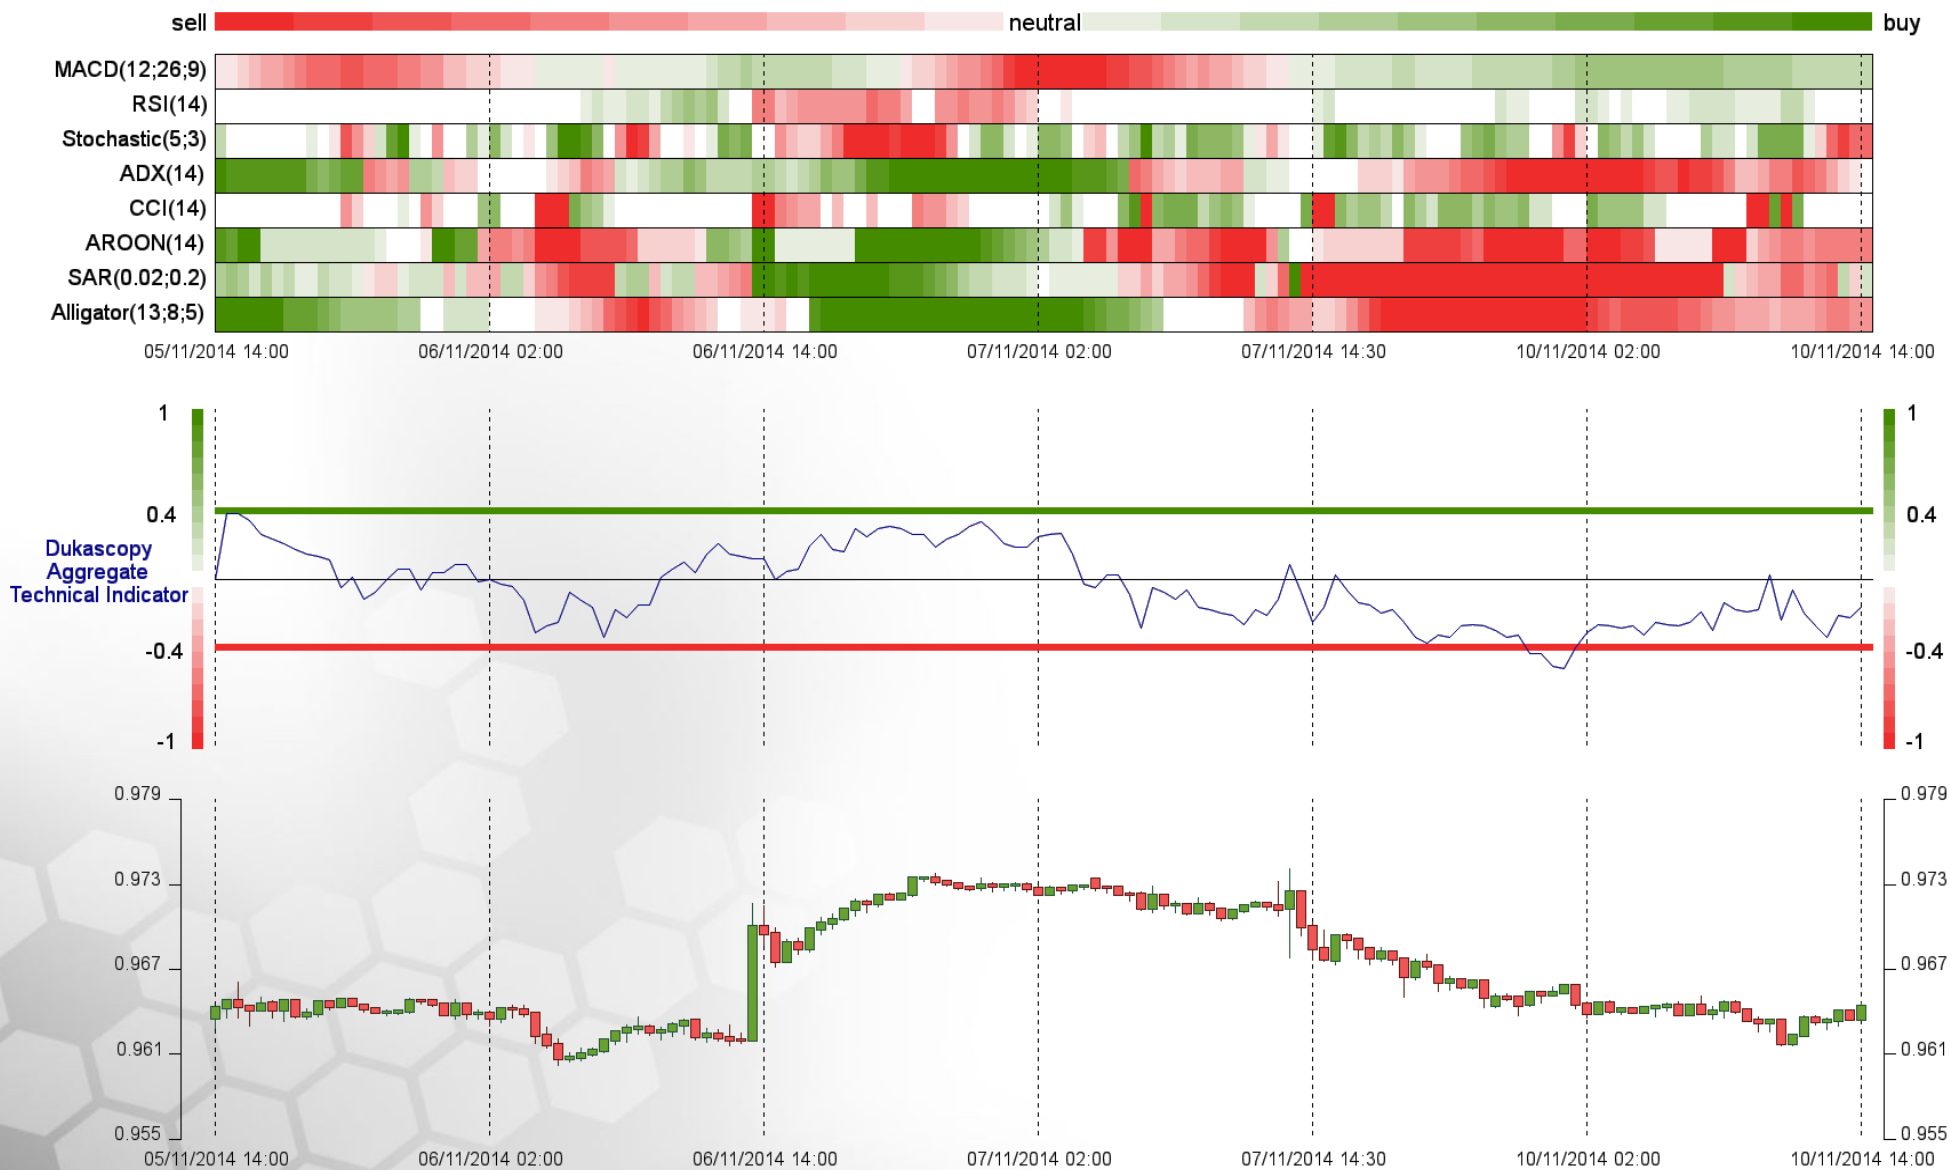 sell neutral buy
MACD(12;26;9)
RSI(14)
Stochastic(5;3)
ADX(14)
CCI(14)
AROON(14)
SAR(0.02;0.2)
Alligator(13;8;5)
05/11/2014 14:00 06/11/2014 02:00 06/11/2014 14:00 07/11/2014 02:00 07/11/2014 14:30 10/11/2014 02:00 10/11/2014 14:00
1 1
0.4 0.4
Dukascopy
Aggregate
Technical Indicator
-0.4 -0.4
-1 -1
0.979 0.979
0.973 0.973
0.967 0.967
0.961 0.961
0.955 0.955
05/11/2014 14:00 06/11/2014 02:00 06/11/2014 14:00 07/11/2014 02:00 07/11/2014 14:30 10/11/2014 02:00 10/11/2014 14:00